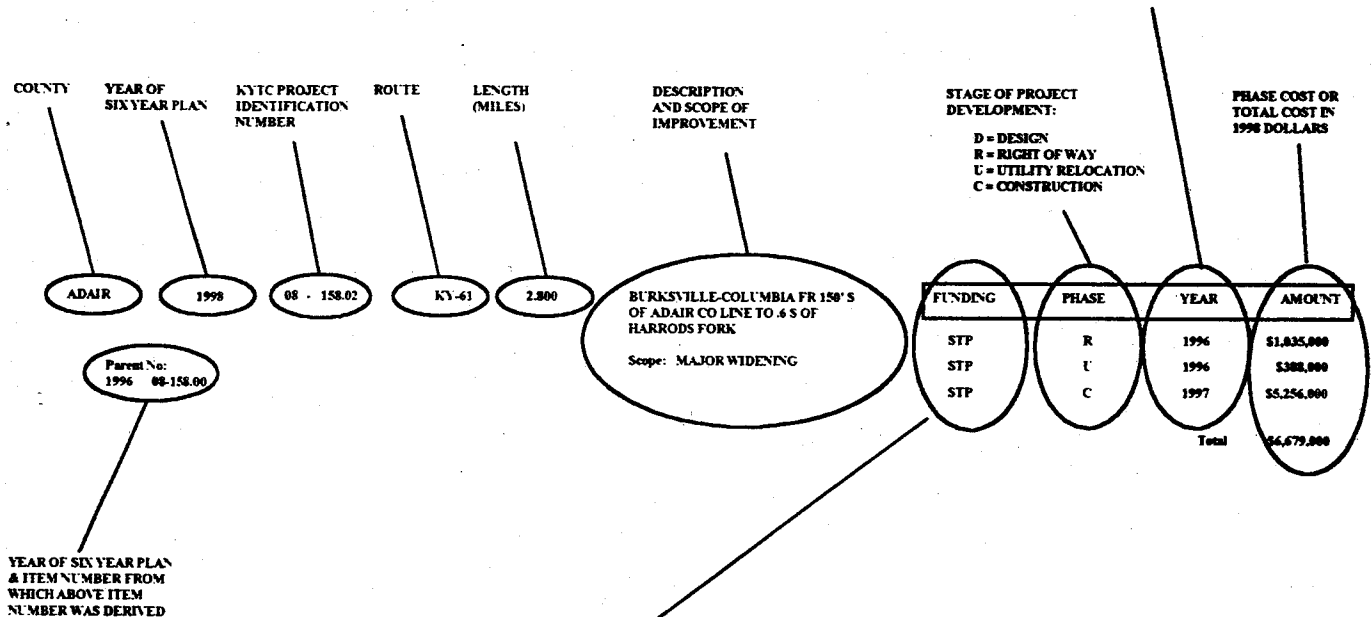 COUNTY
YEAR OF
SIX YEAR PLAN
KYTC PROJECT
IDENTIFICATION
NUMBER
ROUTE
LENGTH
(MILES)
DESCRIPTION
AND SCOPE OF
IMPROVEMENT
STAGE OF PROJECT
DEVELOPMENT:
D = DESIGN
R = RIGHT OF WAY
U = UTILITY RELOCATION
C = CONSTRUCTION
PHASE COST OR
TOTAL COST IN
1998 DOLLARS
ADAIR
1998
08 - 158.02
KY-61
2.800
BURKSVILLE-COLUMBIA FR 150' S
OF ADAIR CO LINE TO .6 S OF
HARRODS FORK
Scope: MAJOR WIDENING
FUNDING PHASE YEAR AMOUNT
STP R 1996 $1,035,000
STP U 1996 $388,000
STP C 1997 $5,256,000
Total $6,679,000
Parent No:
1996 08-158.00
YEAR OF SIX YEAR PLAN
& ITEM NUMBER FROM
WHICH ABOVE ITEM
NUMBER WAS DERIVED